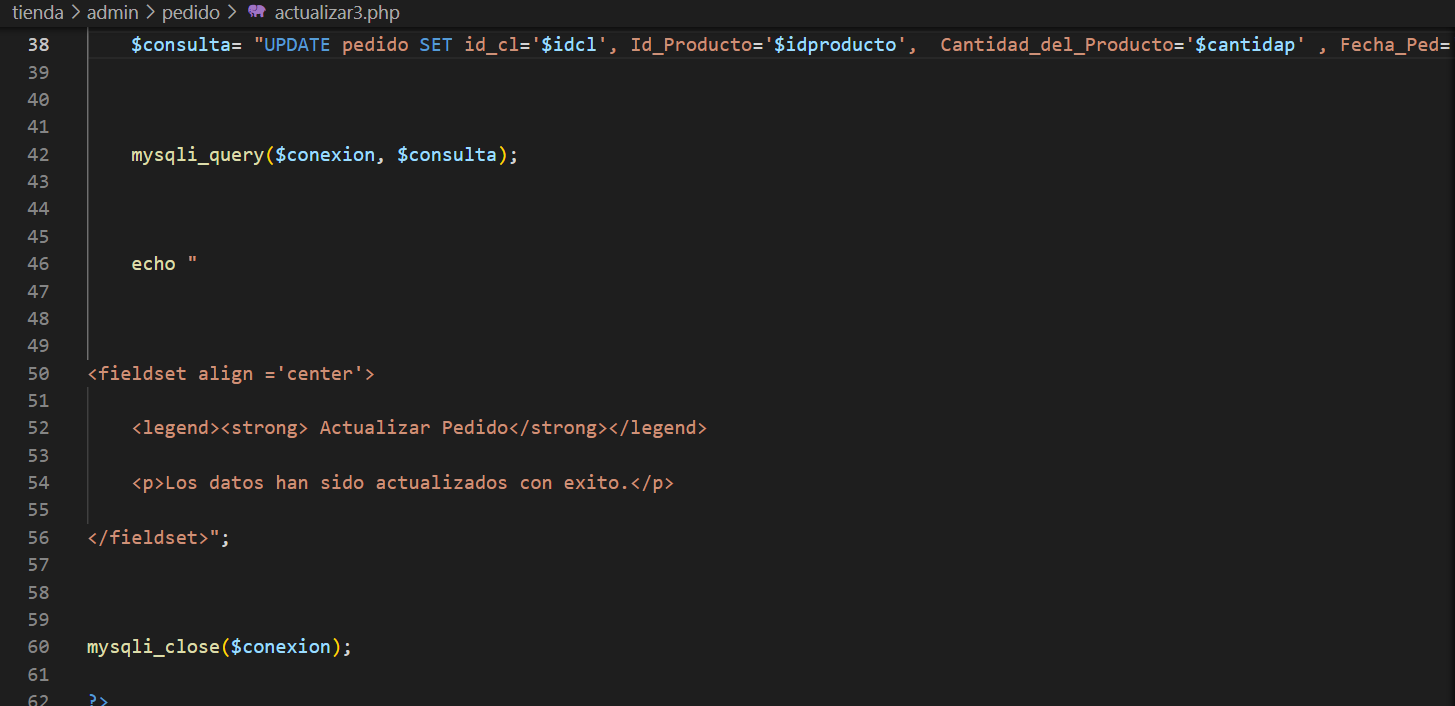 tienda > admin > pedido > actualizar3.php
38 $consulta= "UPDATE pedido SET id_cl='$idcl', Id_Producto='$idproducto',  Cantidad_del_Producto='$cantidap' , Fecha_Ped=
39
40
41
42 mysqli_query($conexion, $consulta);
43
44
45
46 echo "
47
48
49
50 <fieldset align ='center'>
51
52 <legend><strong> Actualizar Pedido</strong></legend>
53
54 <p>Los datos han sido actualizados con exito.</p>
55
56 </fieldset>";
57
58
59
60 mysqli_close($conexion);
61
62 ?>